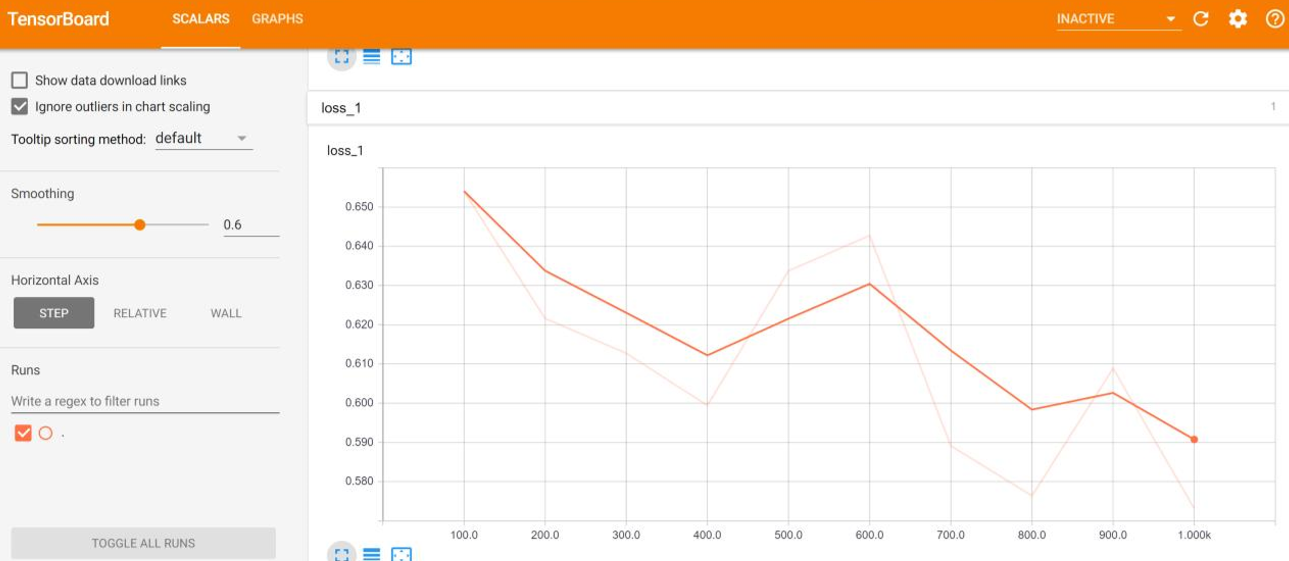 TensorBoard SCALARS GRAPHS INACTIVE
Show data download links
Ignore outliers in chart scaling
Tooltip sorting method: default
Smoothing
0.6
Horizontal Axis
STEP RELATIVE WALL
Runs
Write a regex to filter runs
.
TOGGLE ALL RUNS
loss_1 1
loss_1
0.650
0.640
0.630
0.620
0.610
0.600
0.590
0.580
100.0 200.0 300.0 400.0 500.0 600.0 700.0 800.0 900.0 1.000k